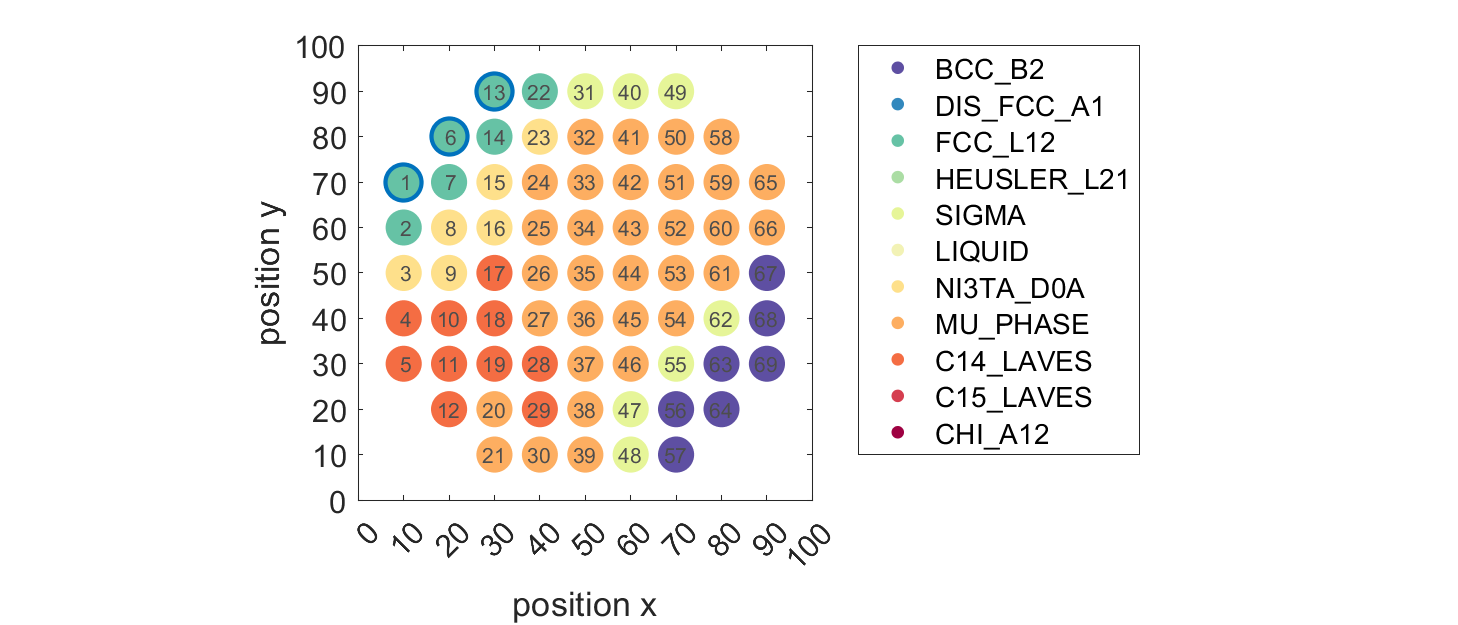 100
90 13 22 31 40 49
80 6 14 23 32 41 50 58
70 1 7 15 24 33 42 51 59 65
60 2 8 16 25 34 43 52 60 66
50 3 9 17 26 35 44 53 61 67
40 4 10 18 27 36 45 54 62 68
30 5 11 19 28 37 46 55 63 69
20 12 20 29 38 47 56 64
10 21 30 39 48 57
0
position y
0 10 20 30 40 50 60 70 80 90 100
position x
BCC_B2
DIS_FCC_A1
FCC_L12
HEUSLER_L21
SIGMA
LIQUID
NI3TA_D0A
MU_PHASE
C14_LAVES
C15_LAVES
CHI_A12